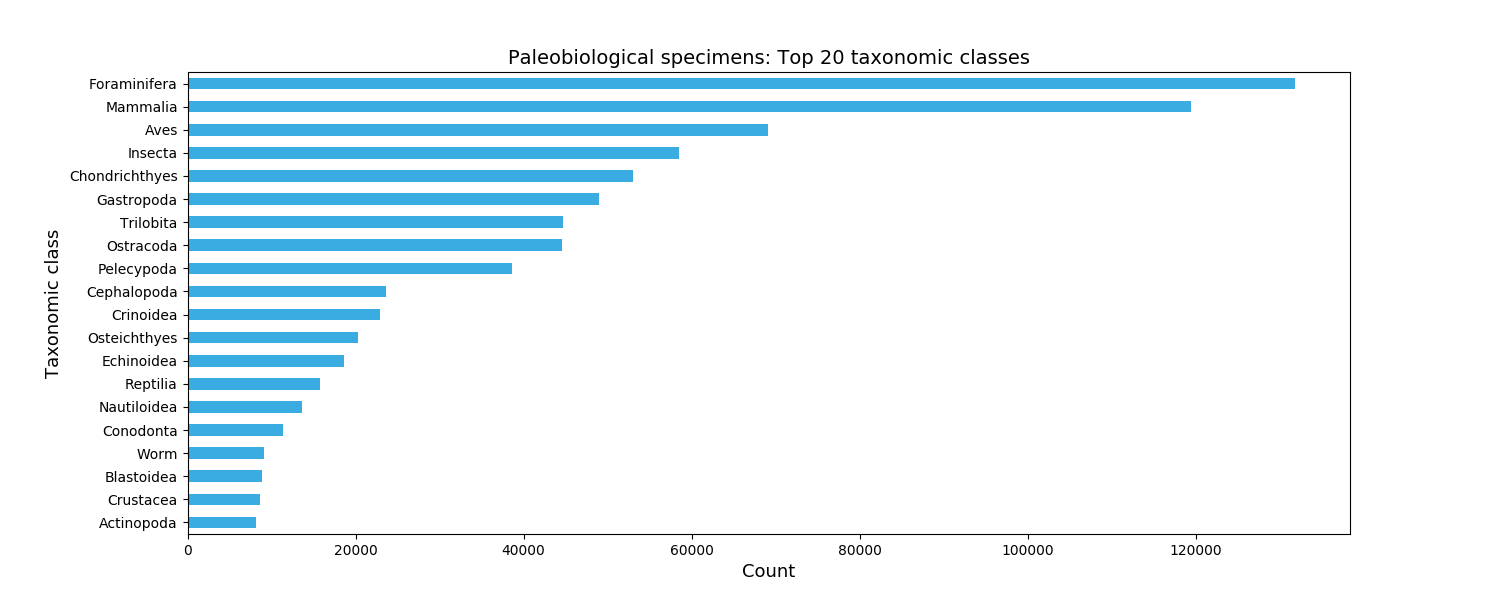 Paleobiological specimens: Top 20 taxonomic classes
Taxonomic class
Foraminifera
Mammalia
Aves
Insecta
Chondrichthyes
Gastropoda
Trilobita
Ostracoda
Pelecypoda
Cephalopoda
Crinoidea
Osteichthyes
Echinoidea
Reptilia
Nautiloidea
Conodonta
Worm
Blastoidea
Crustacea
Actinopoda
0 20000 40000 60000 80000 100000 120000
Count